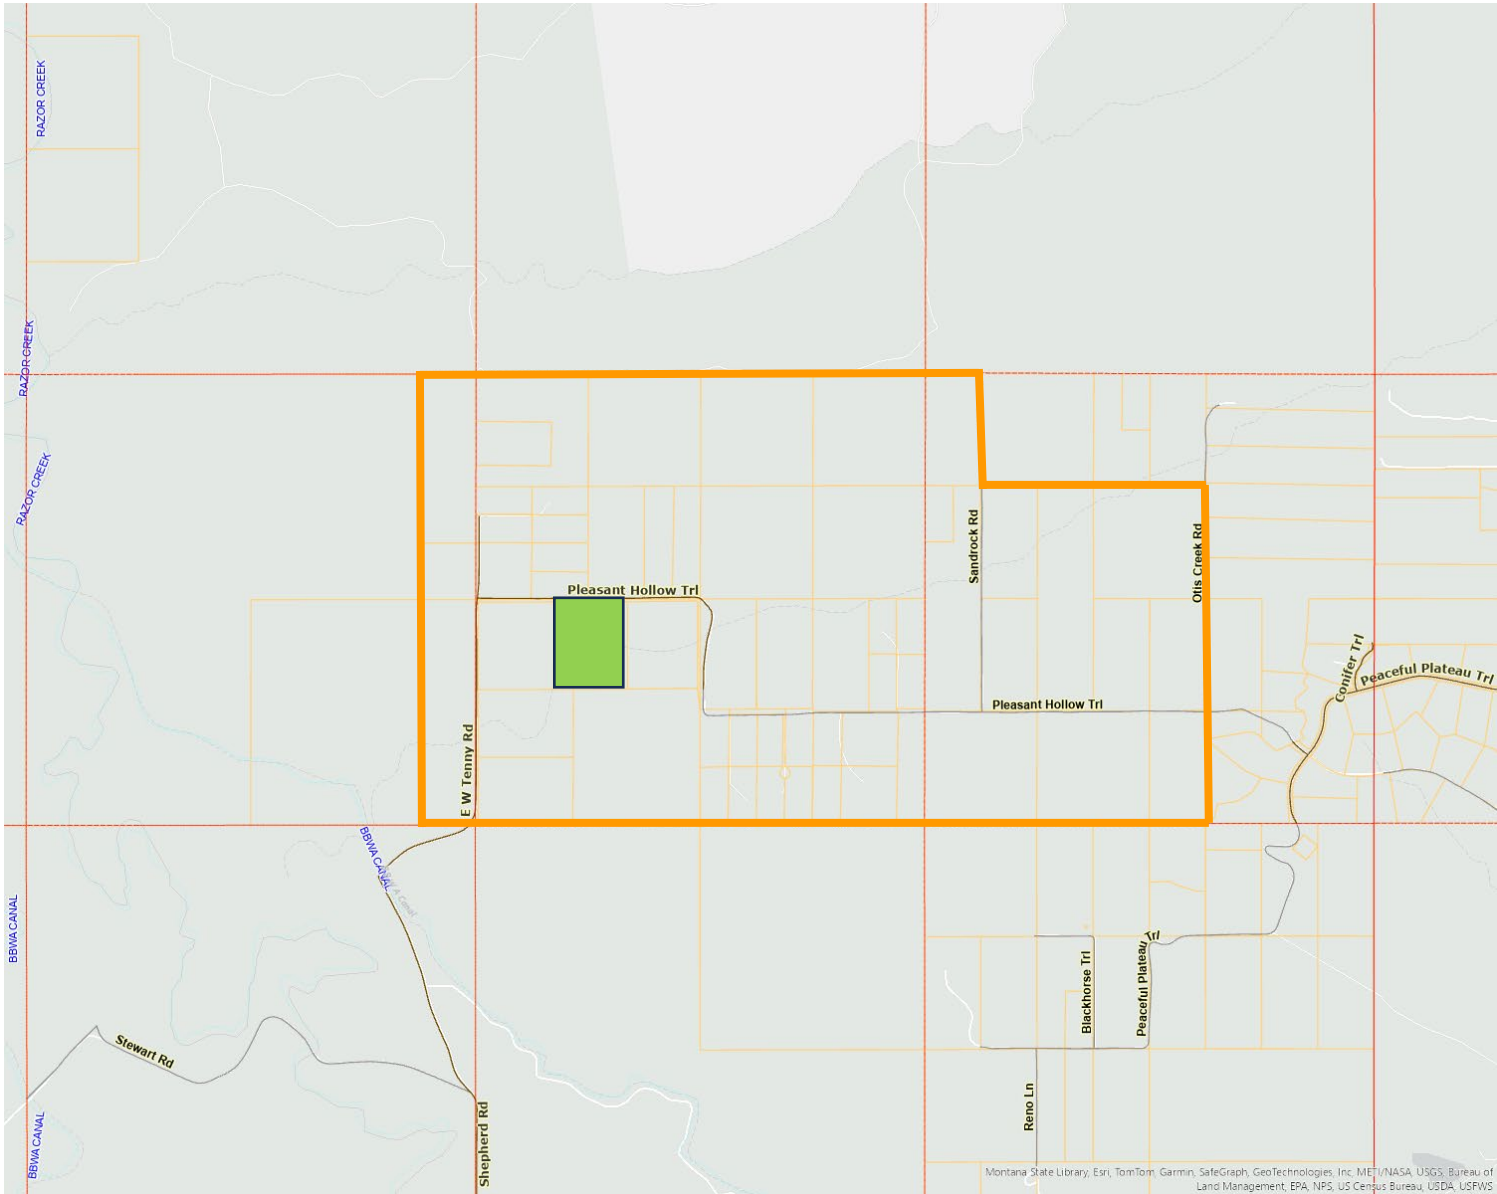 RAZOR CREEK
RAZOR CREEK
RAZOR CREEK
Sandrock Rd
Otis Creek Rd
Pleasant Hollow Trl
Conifer Trl
Peaceful Plateau Trl
Pleasant Hollow Trl
E W Tenny Rd
BBWA CANAL
A Canal
BBWA CANAL
Peaceful Plateau Trl
Blackhorse Trl
Stewart Rd
Reno Ln
Shepherd Rd
BBWA CANAL
Montana State Library, Esri, TomTom, Garmin, SafeGraph, GeoTechnologies, Inc, METI/NASA, USGS, Bureau of
Land Management, EPA, NPS, US Census Bureau, USDA, USFWS